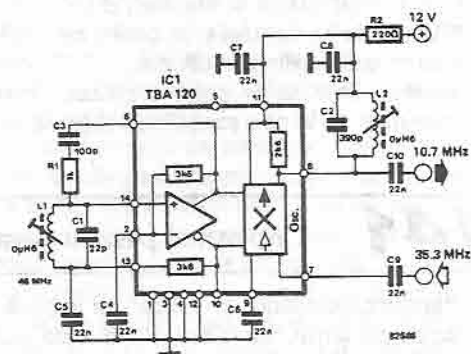 R2
220Ω
12 V
C7
22n
C8
22n
IC1
TBA 120
5
11
L2
C3
100p
6
2k6
C2
390p
0µH6
R1
1k
3k6
8
C10
22n
10.7 MHz
L1
14
+
Osc.
C1
0µH6
22p
2
−
35.3 MHz
13
3k6
7
C9
22n
46 MHz
C5
22n
C4
22n
1
3
4
12
10
9
C6
22n